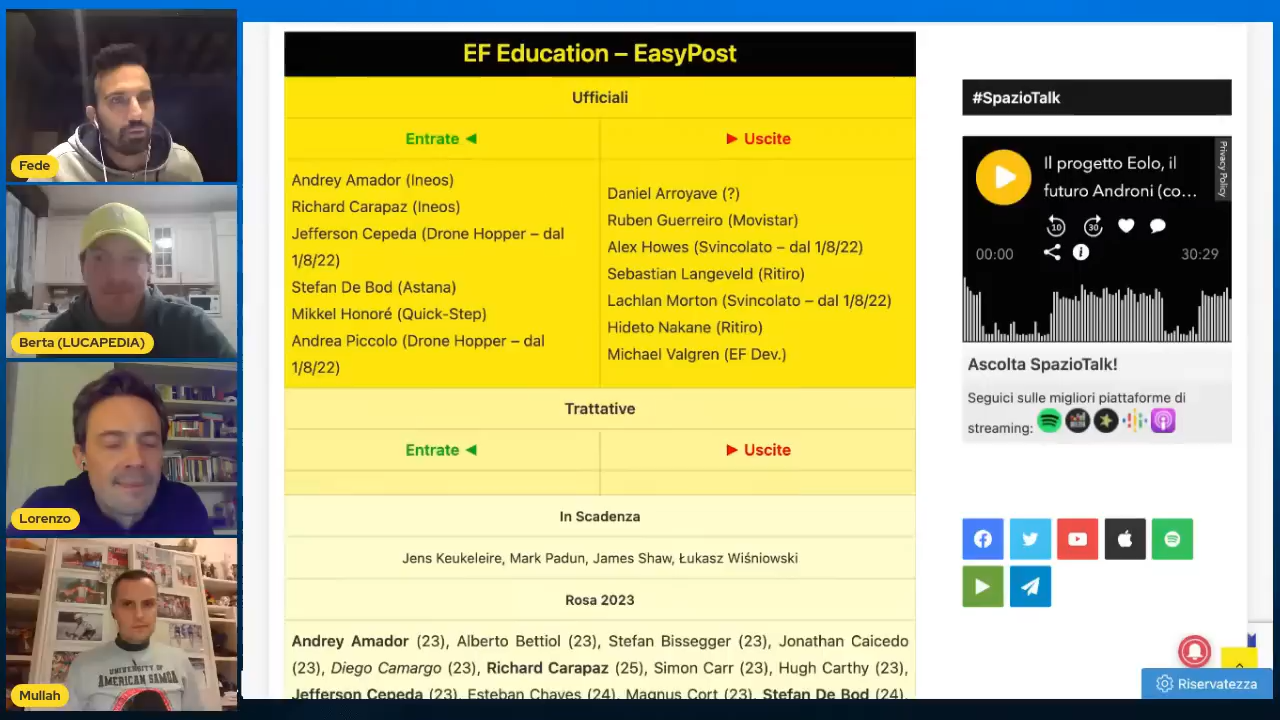 Fede
Berta (LUCAPEDIA)
Lorenzo
UNIVERSITY OF
AMERICAN SAMOA
Mullah
EF Education – EasyPost
Ufficiali
Entrate ◄
► Uscite
Andrey Amador (Ineos)
Richard Carapaz (Ineos)
Jefferson Cepeda (Drone Hopper – dal
1/8/22)
Stefan De Bod (Astana)
Mikkel Honoré (Quick-Step)
Andrea Piccolo (Drone Hopper – dal
1/8/22)
Daniel Arroyave (?)
Ruben Guerreiro (Movistar)
Alex Howes (Svincolato – dal 1/8/22)
Sebastian Langeveld (Ritiro)
Lachlan Morton (Svincolato – dal 1/8/22)
Hideto Nakane (Ritiro)
Michael Valgren (EF Dev.)
Trattative
Entrate ◄
► Uscite
In Scadenza
Jens Keukeleire, Mark Padun, James Shaw, Łukasz Wiśniowski
Rosa 2023
Andrey Amador (23), Alberto Bettiol (23), Stefan Bissegger (23), Jonathan Caicedo
(23), Diego Camargo (23), Richard Carapaz (25), Simon Carr (23), Hugh Carthy (23),
Jefferson Cepeda (23), Esteban Chaves (24), Magnus Cort (23), Stefan De Bod (24),
#SpazioTalk
Il progetto Eolo, il
futuro Androni (co…
Privacy Policy
10
30
00:00
30:29
Ascolta SpazioTalk!
Seguici sulle migliori piattaforme di
streaming:
Riservatezza